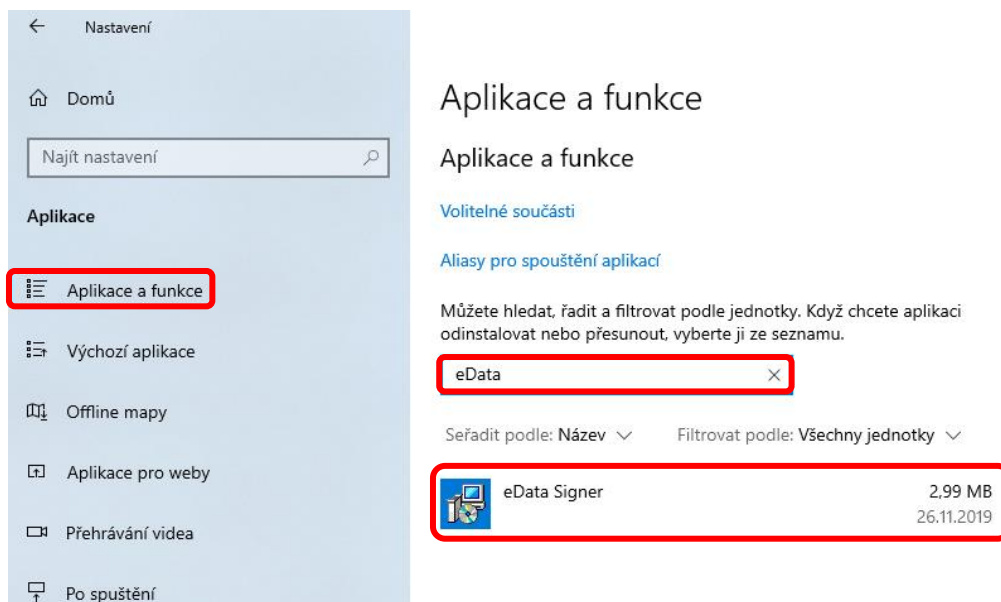 Nastavení
Domů
Najít nastavení
Aplikace
Aplikace a funkce
Výchozí aplikace
Offline mapy
Aplikace pro weby
Přehrávání videa
Po spuštění
Aplikace a funkce
Aplikace a funkce
Volitelné součásti
Aliasy pro spouštění aplikací
Můžete hledat, řadit a filtrovat podle jednotky. Když chcete aplikaci
odinstalovat nebo přesunout, vyberte ji ze seznamu.
eData
Seřadit podle: Název Filtrovat podle: Všechny jednotky
eData Signer 2,99 MB
26.11.2019